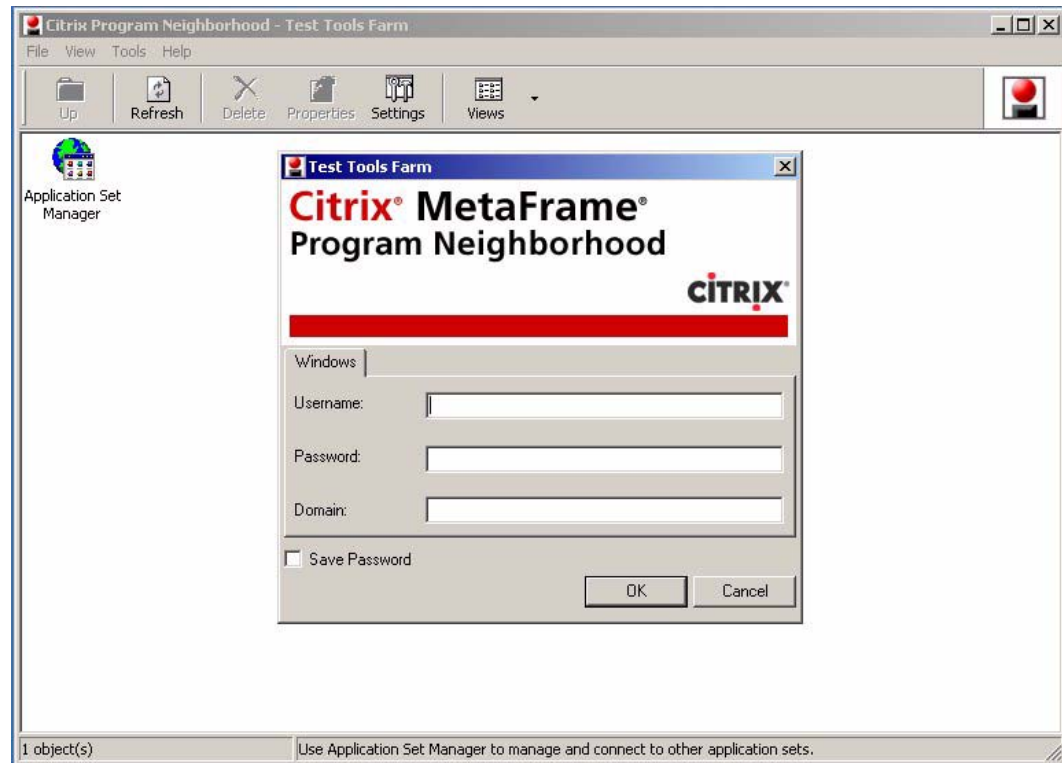 Citrix Program Neighborhood - Test Tools Farm
File View Tools Help
Up Refresh Delete Properties Settings Views
Application Set
Manager
Test Tools Farm
Citrix® MetaFrame®
Program Neighborhood
CITRIX®
Windows
Username:
Password:
Domain:
Save Password
OK Cancel
1 object(s) Use Application Set Manager to manage and connect to other application sets.